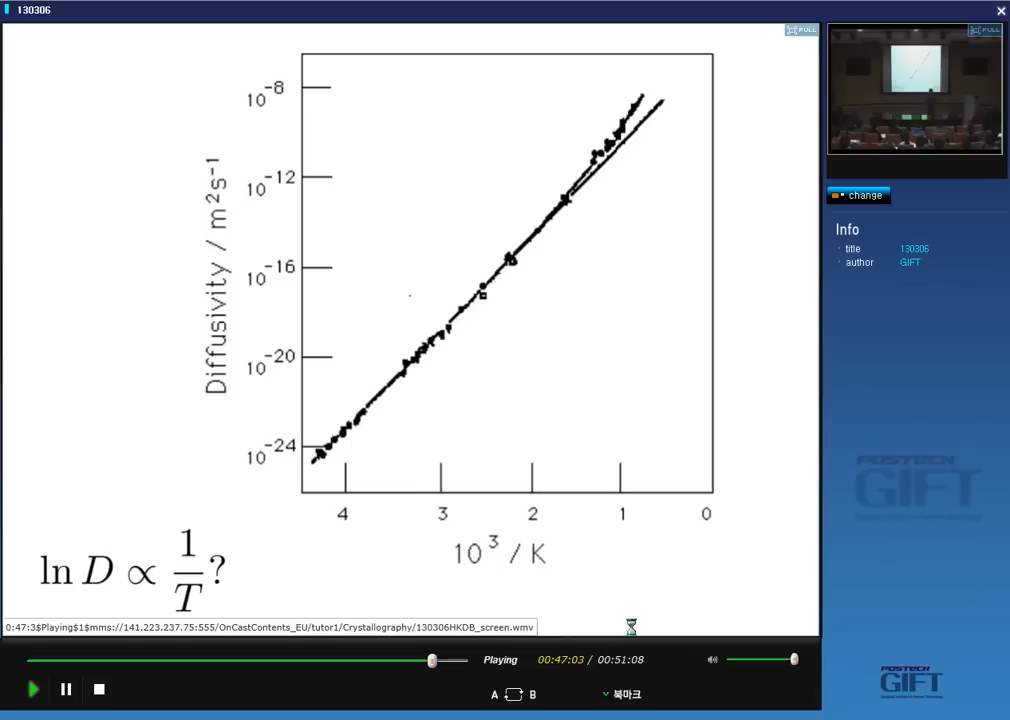 130306
FULL
FULL
10-8
10-12
10-16
10-20
10-24
Diffusivity / m2s-1
4 3 2 1 0
10 3 / K
ln D ∝ 1/T ?
change
Info
title 130306
author GIFT
POSTECH
GIFT
0:47:3$Playing$1$mms://141.223.237.75:555/OnCastContents_EU/tutor1/Crystallography/130306HKDB_screen.wmv
Playing 00:47:03 / 00:51:08
A B 북마크
POSTECH
GIFT